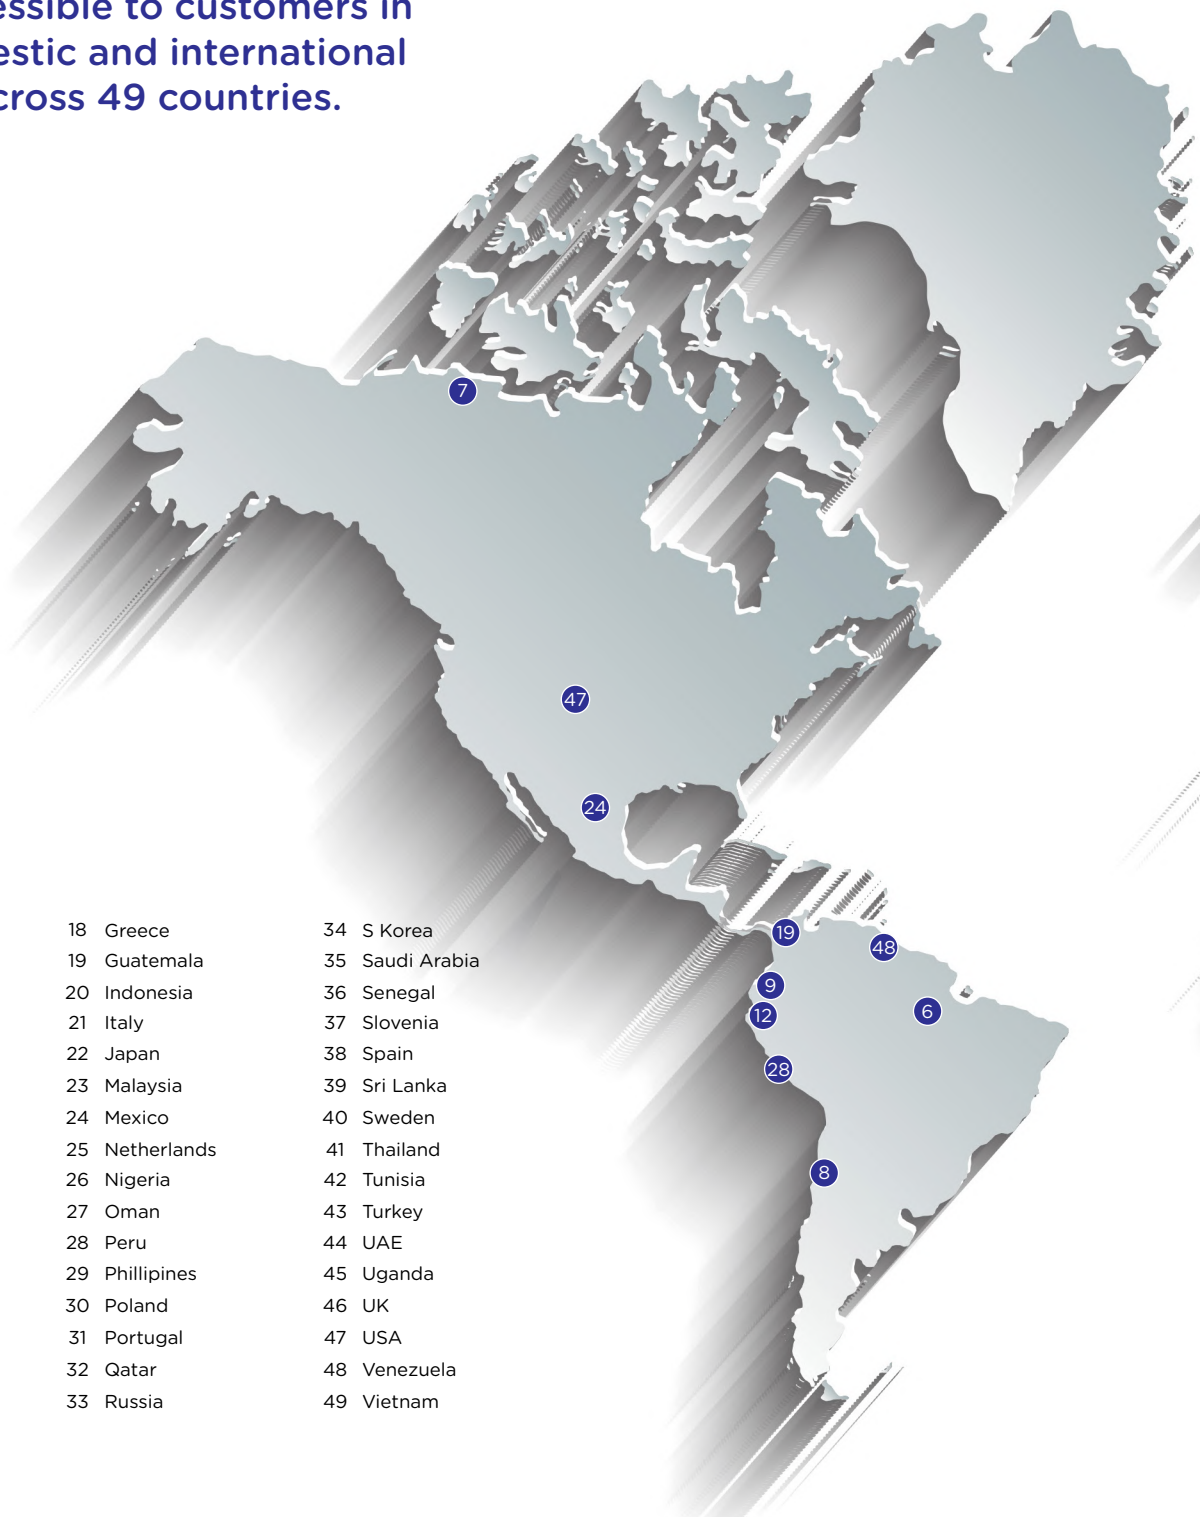 essible to customers in
estic and international
cross 49 countries.
7
47
24
19
48
9
6
12
28
8
18 Greece
19 Guatemala
20 Indonesia
21 Italy
22 Japan
23 Malaysia
24 Mexico
25 Netherlands
26 Nigeria
27 Oman
28 Peru
29 Phillipines
30 Poland
31 Portugal
32 Qatar
33 Russia
34 S Korea
35 Saudi Arabia
36 Senegal
37 Slovenia
38 Spain
39 Sri Lanka
40 Sweden
41 Thailand
42 Tunisia
43 Turkey
44 UAE
45 Uganda
46 UK
47 USA
48 Venezuela
49 Vietnam